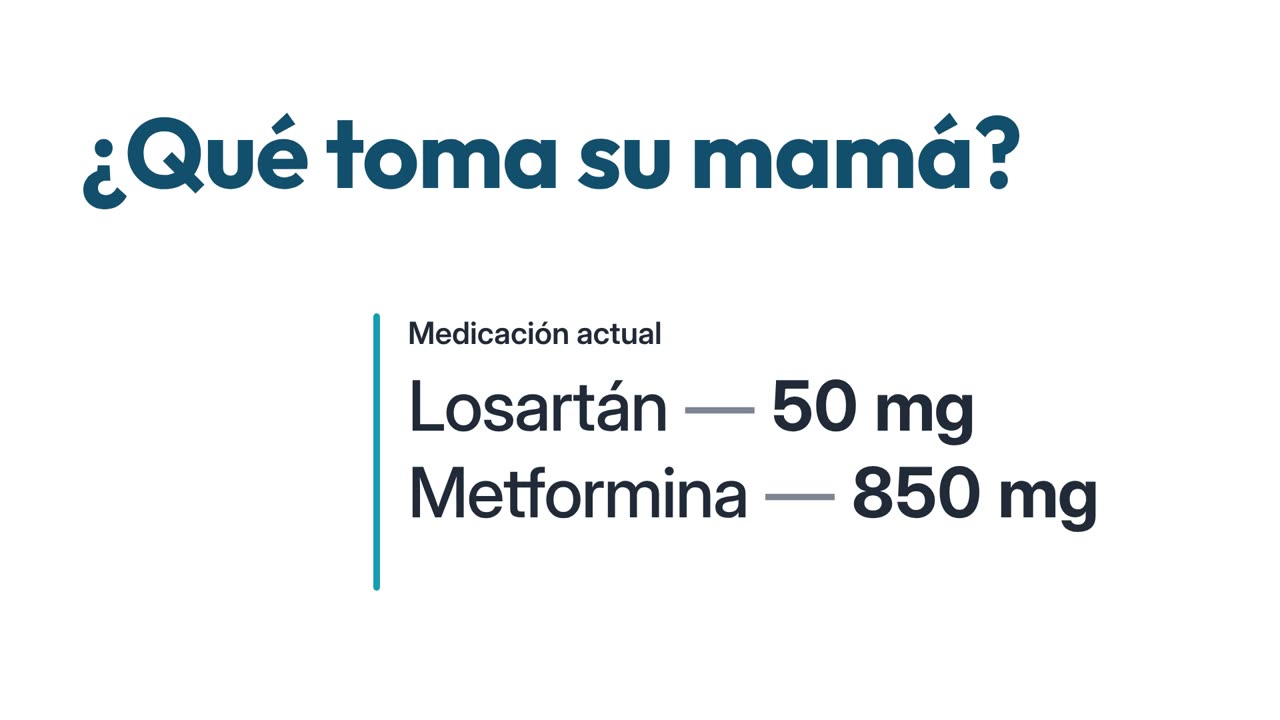 ¿Qué toma su mamá?
Medicación actual
Losartán — 50 mg
Metformina — 850 mg